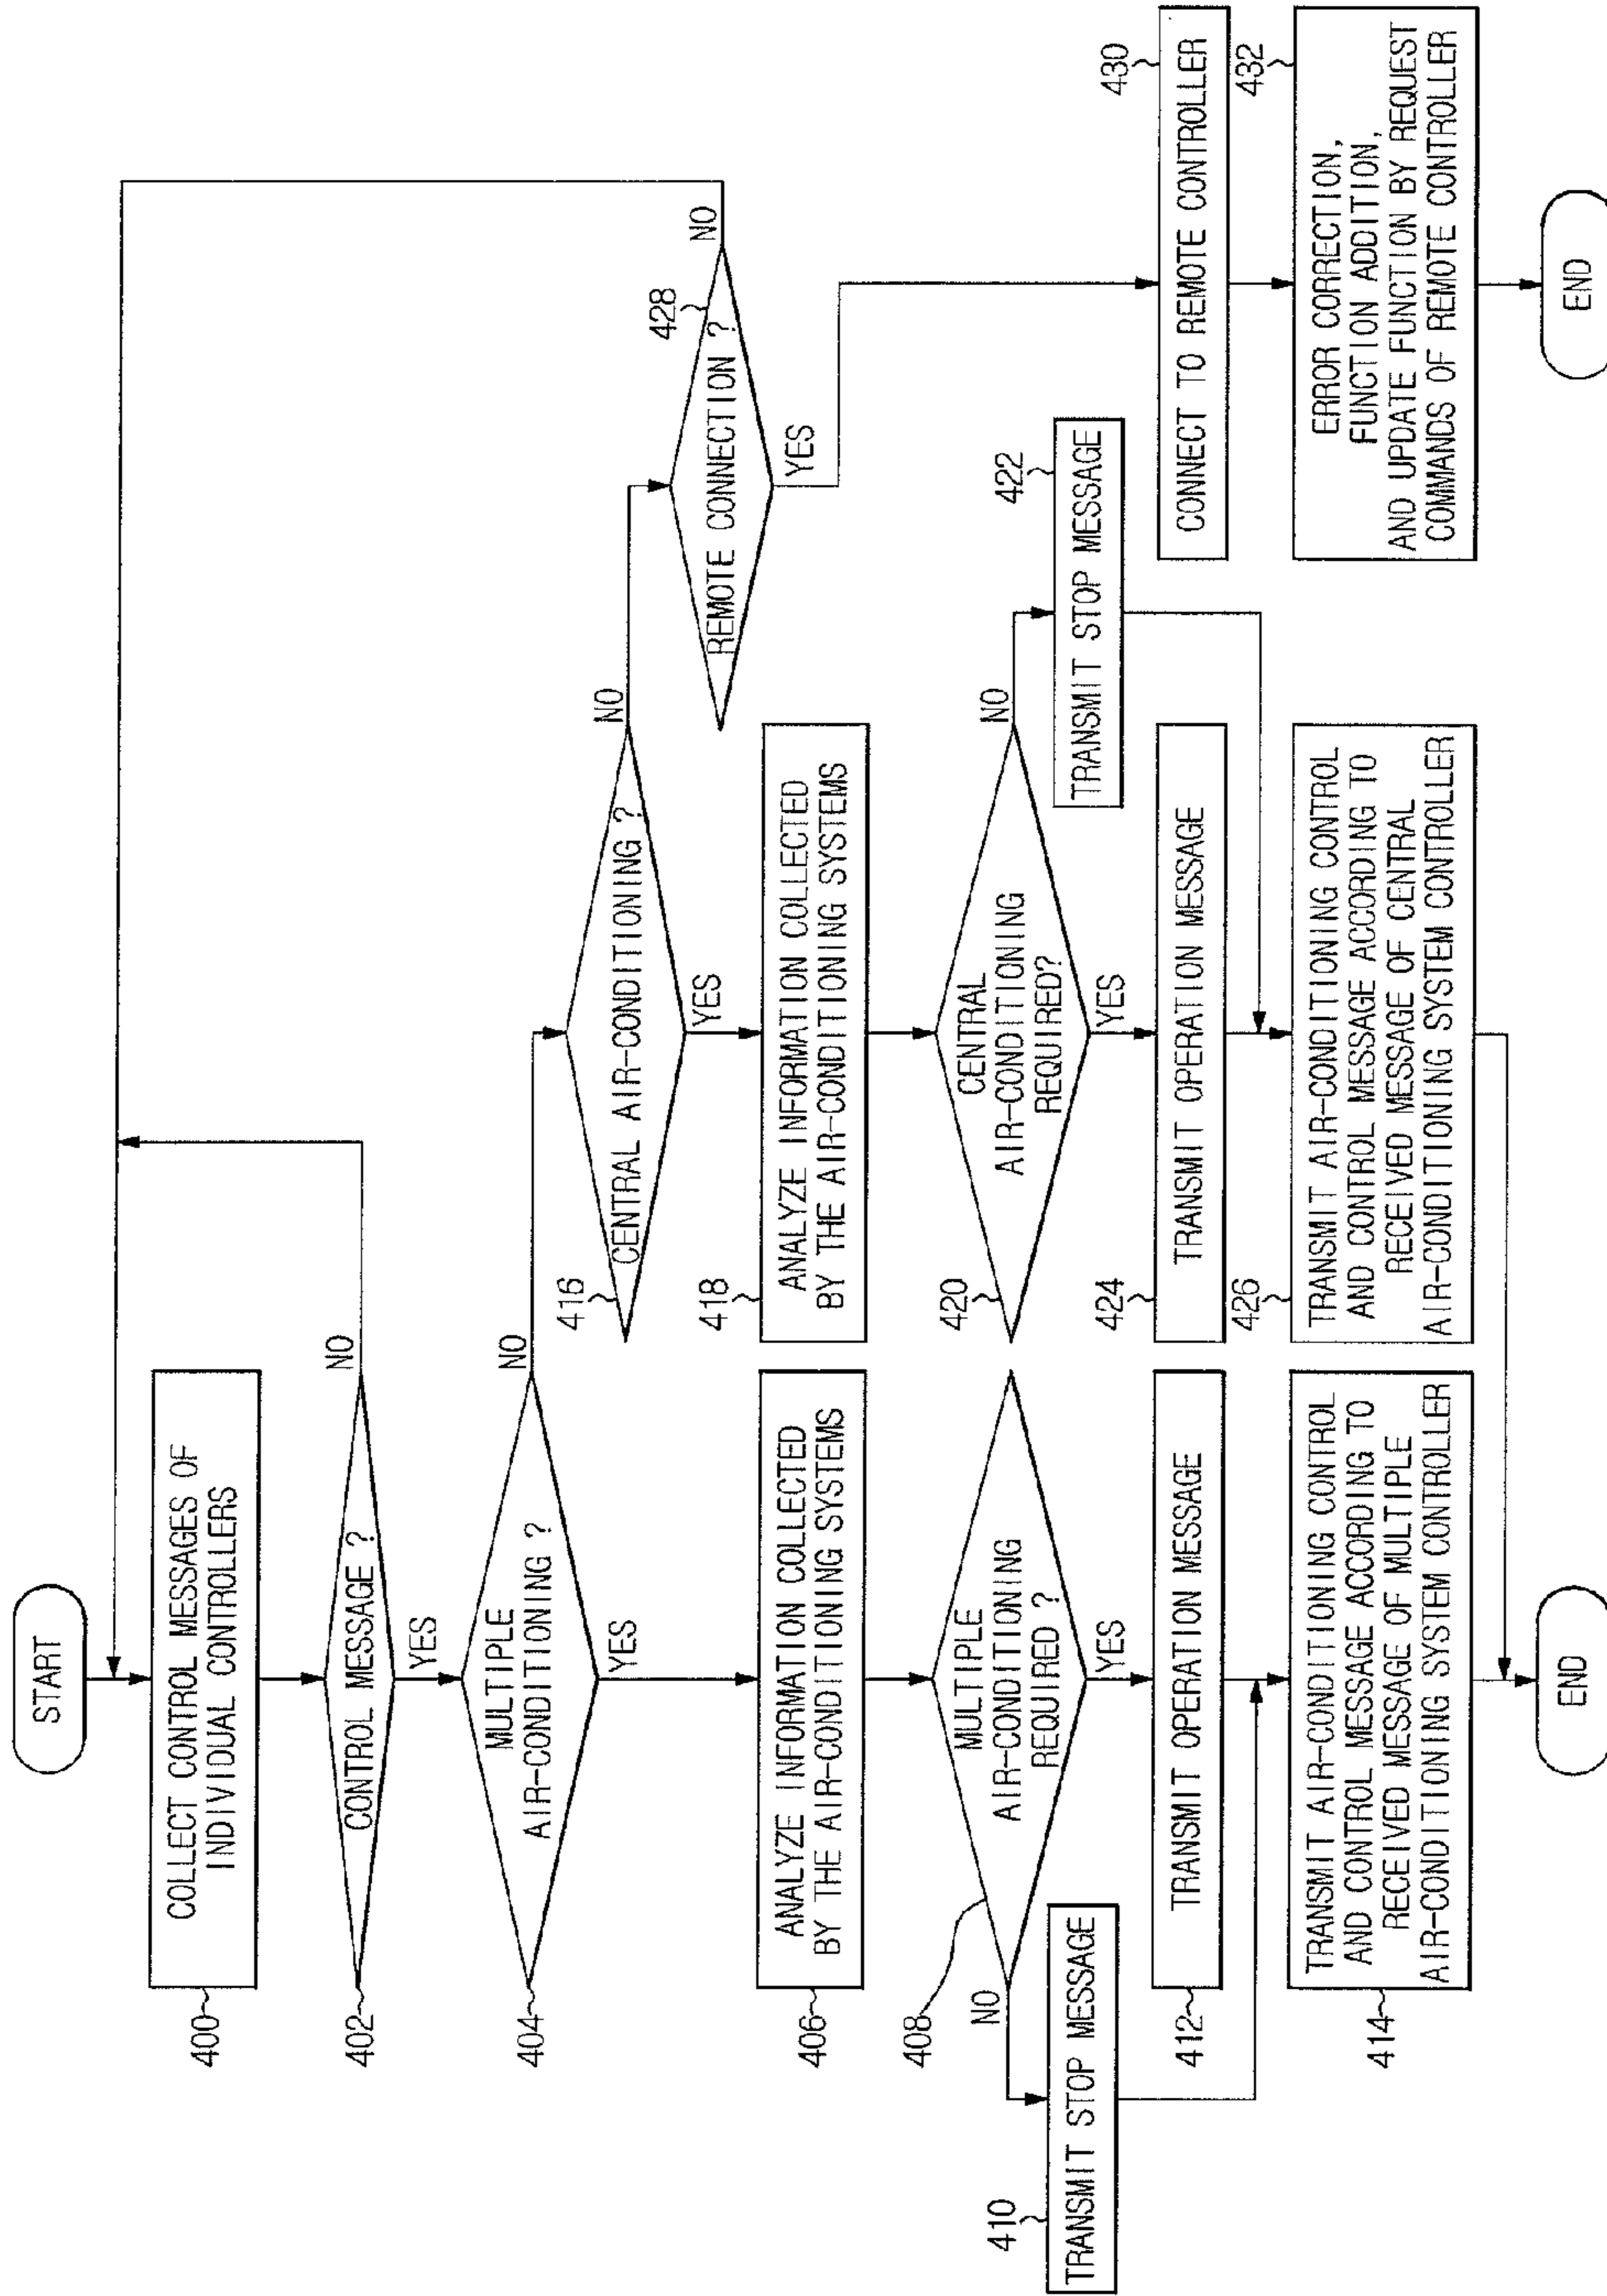 START
COLLECT CONTROL MESSAGES OF
INDIVIDUAL CONTROLLERS
400
CONTROL MESSAGE ?
402
NO
YES
MULTIPLE
AIR-CONDITIONING ?
404
NO
YES
ANALYZE INFORMATION COLLECTED
BY THE AIR-CONDITIONING SYSTEMS
406
MULTIPLE
AIR-CONDITIONING
REQUIRED ?
408
NO
YES
410
TRANSMIT STOP MESSAGE
412
TRANSMIT OPERATION MESSAGE
414
TRANSMIT AIR-CONDITIONING CONTROL
AND CONTROL MESSAGE ACCORDING TO
RECEIVED MESSAGE OF MULTIPLE
AIR-CONDITIONING SYSTEM CONTROLLER
END
416
CENTRAL AIR-CONDITIONING ?
NO
YES
418
ANALYZE INFORMATION COLLECTED
BY THE AIR-CONDITIONING SYSTEMS
420
CENTRAL
AIR-CONDITIONING
REQUIRED?
NO
YES
422
TRANSMIT STOP MESSAGE
424
TRANSMIT OPERATION MESSAGE
426
TRANSMIT AIR-CONDITIONING CONTROL
AND CONTROL MESSAGE ACCORDING TO
RECEIVED MESSAGE OF CENTRAL
AIR-CONDITIONING SYSTEM CONTROLLER
428
REMOTE CONNECTION ?
NO
YES
430
CONNECT TO REMOTE CONTROLLER
432
ERROR CORRECTION,
FUNCTION ADDITION,
AND UPDATE FUNCTION BY REQUEST
COMMANDS OF REMOTE CONTROLLER
END